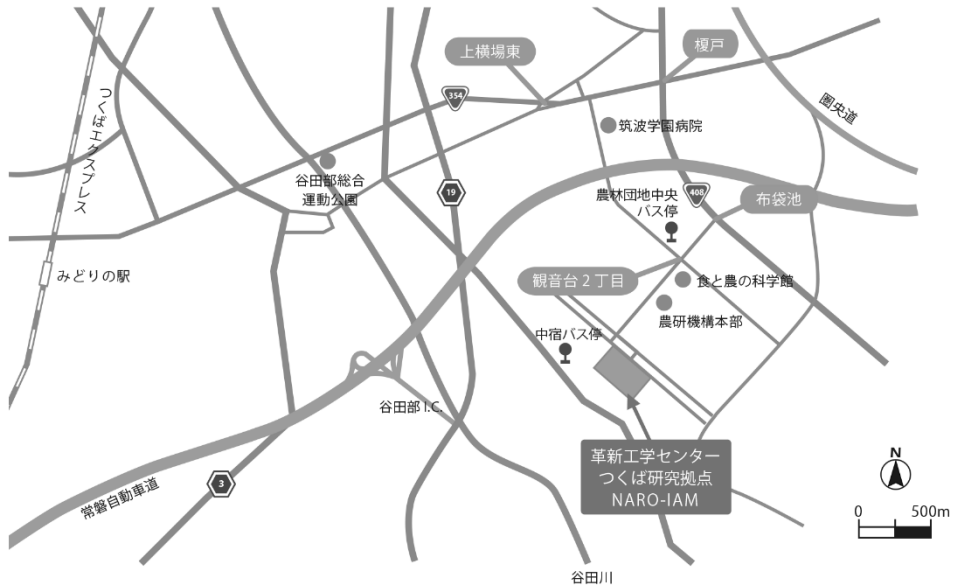 上横場東
榎戸
354
つくばエクスプレス
圏央道
筑波学園病院
谷田部総合
運動公園
19
農林団地中央
バス停
408
布袋池
みどりの駅
観音台2丁目
食と農の科学館
農研機構本部
中宿バス停
谷田部 I.C.
革新工学センター
つくば研究拠点
NARO-IAM
3
常磐自動車道
N
0
500m
谷田川